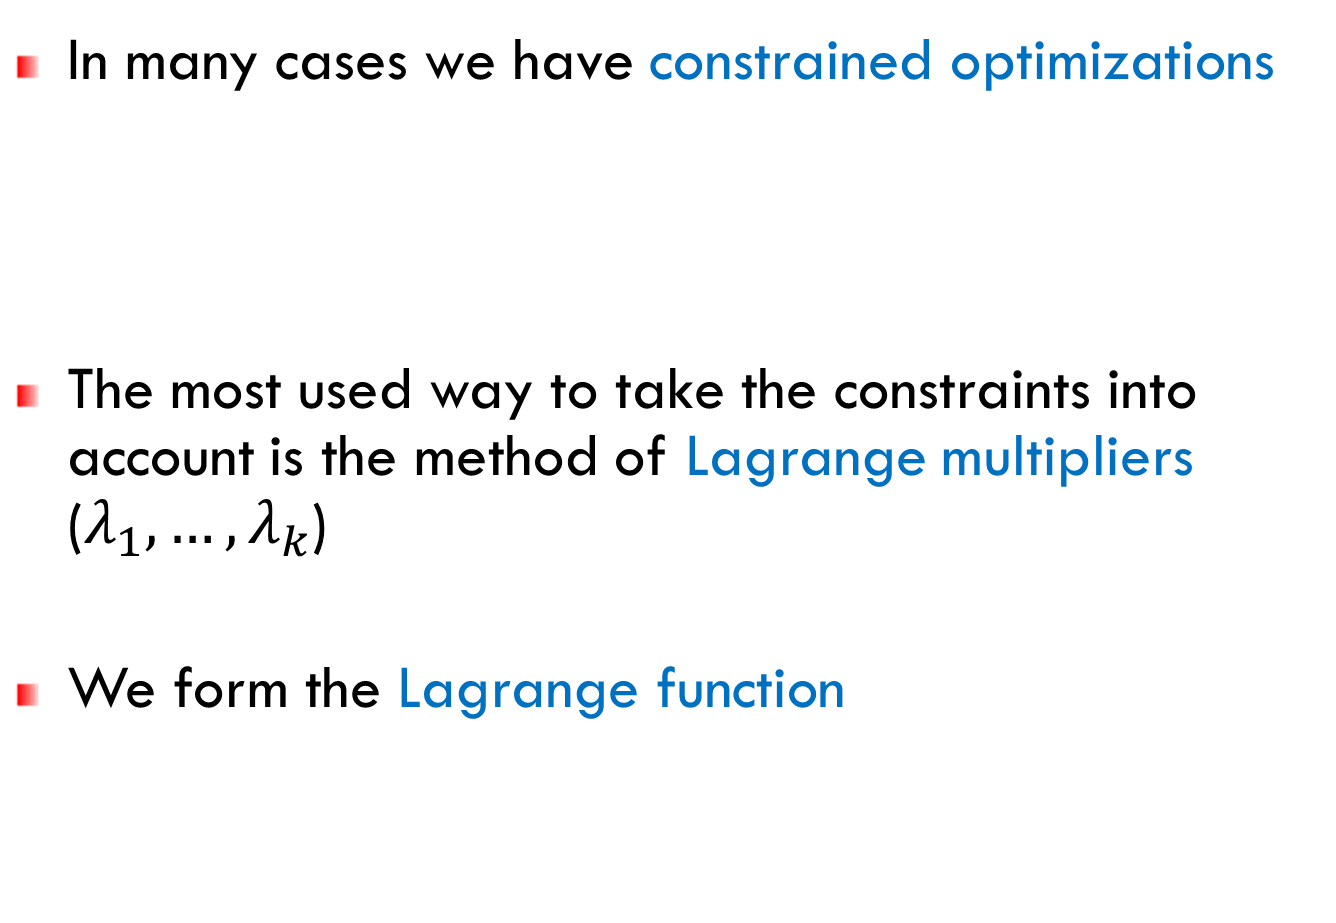 In many cases we have constrained optimizations
The most used way to take the constraints into
account is the method of Lagrange multipliers
(𝜆₁, … , 𝜆ₖ)
We form the Lagrange function